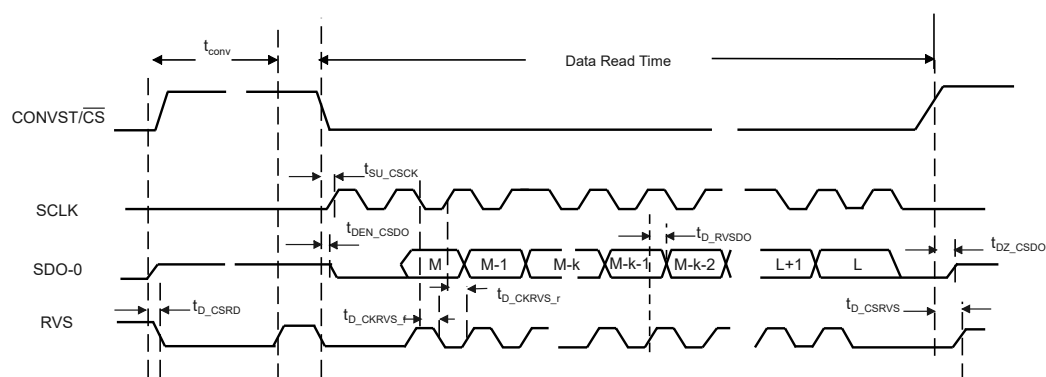 t_conv
Data Read Time
CONVST/C̅S̅
t_SU_CSCK
SCLK
t_DEN_CSDO
t_D_RVSDO
t_DZ_CSDO
SDO-0
M M-1 M-k M-k-1 M-k-2 L+1 L
t_D_CKRVS_r
t_D_CSRD
t_D_CKRVS_f
t_D_CSRVS
RVS